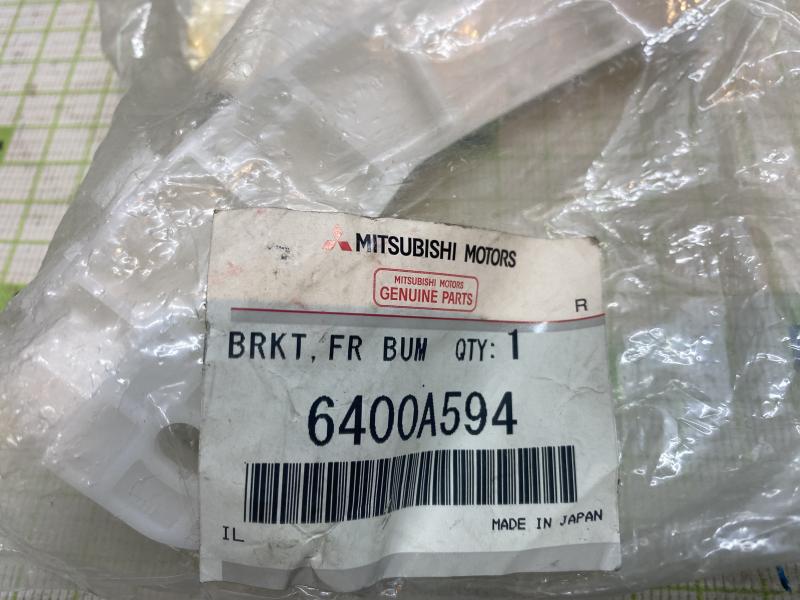 MITSUBISHI MOTORS
MITSUBISHI MOTORS
GENUINE PARTS
R
BRKT, FR BUM QTY: 1
6400A594
MADE IN JAPAN
IL